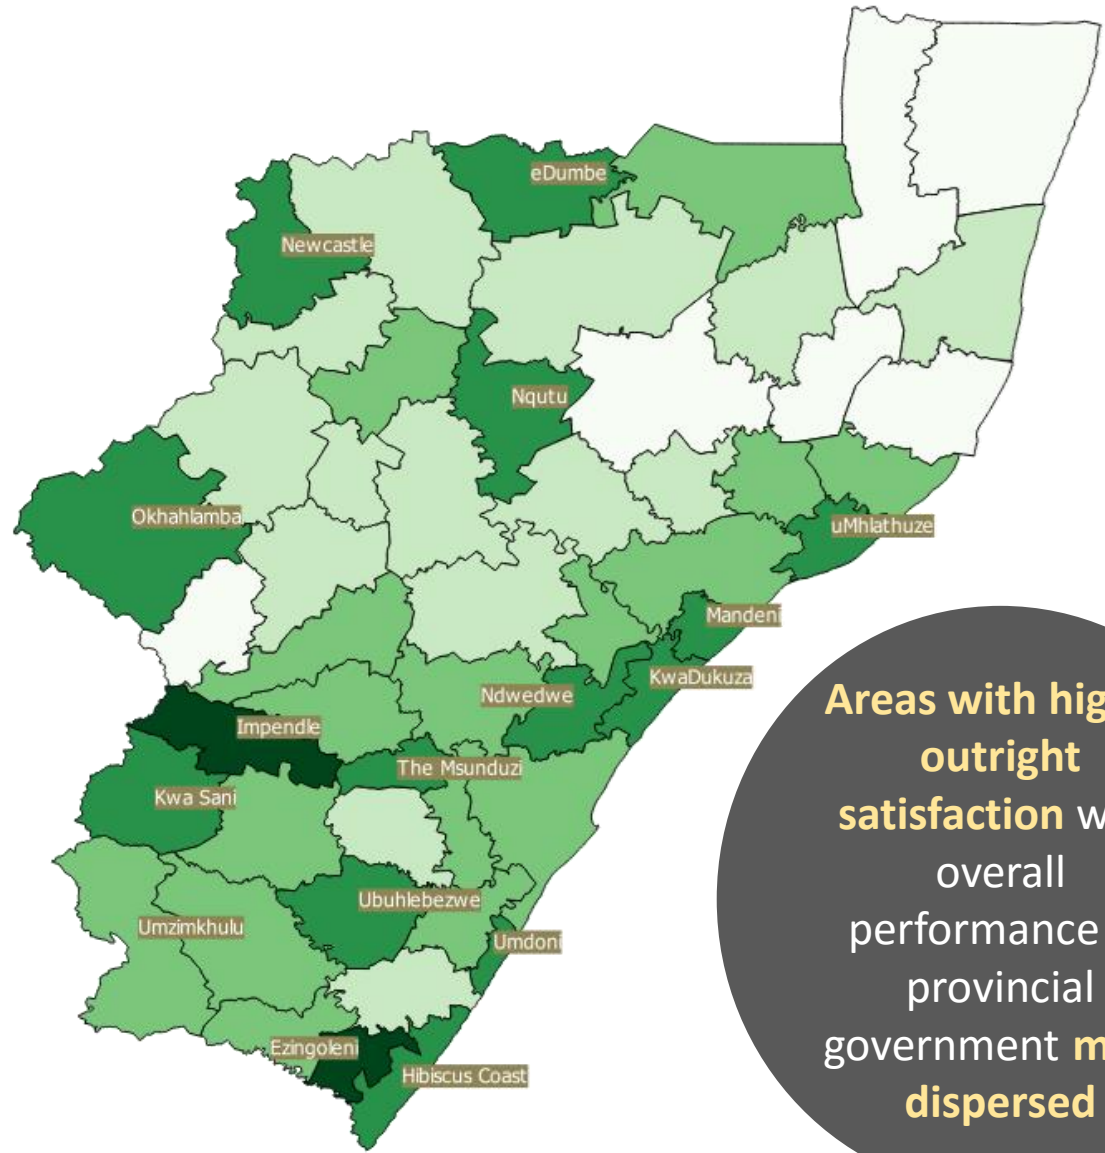 eDumbe
Newcastle
Nqutu
Okhahlamba
uMhlathuze
Mandeni
KwaDukuza
Ndwedwe
Impendle
The Msunduzi
Kwa Sani
Ubuhlebezwe
Umzimkhulu
Umdoni
Ezingoleni
Hibiscus Coast
Areas with
outright
satisfaction
overall
performance
provincial
government
dispersed